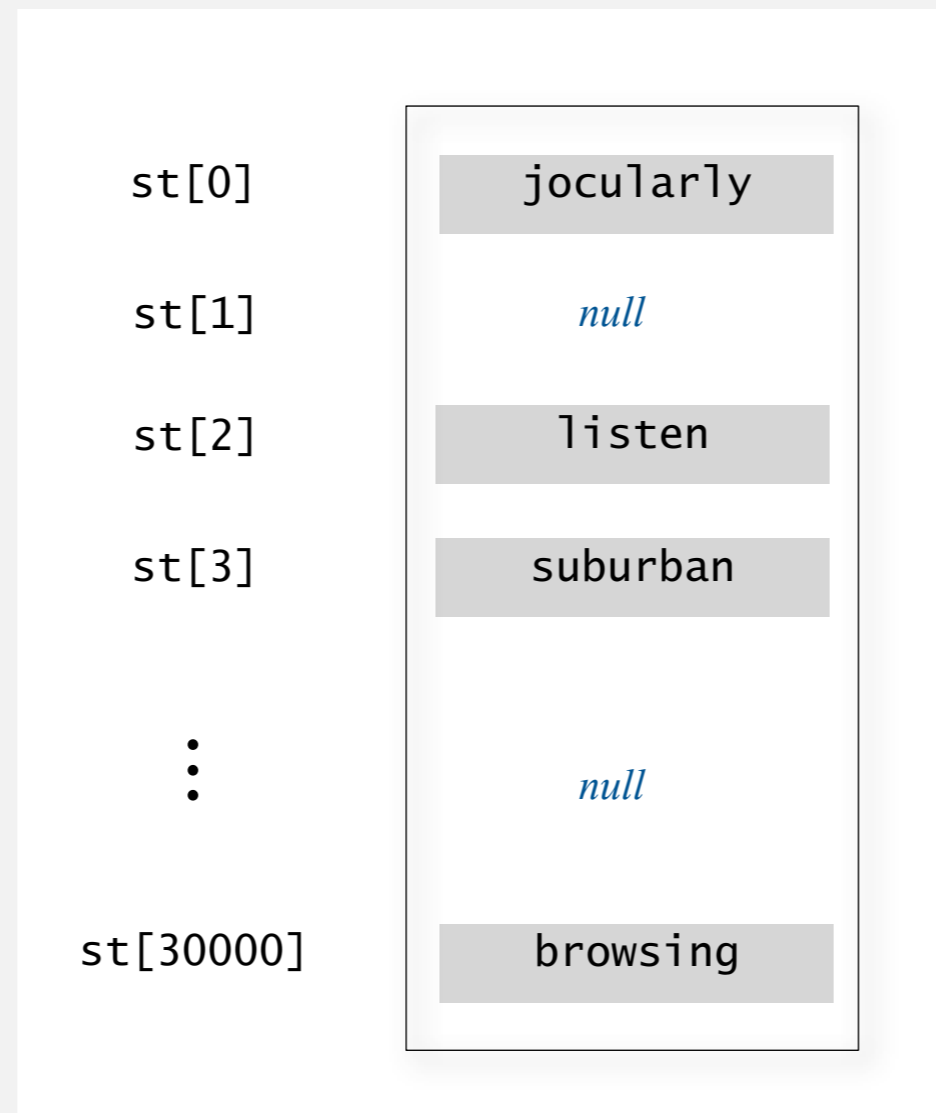 st[0] jocularly
st[1] null
st[2] listen
st[3] suburban
⋮ null
st[30000] browsing